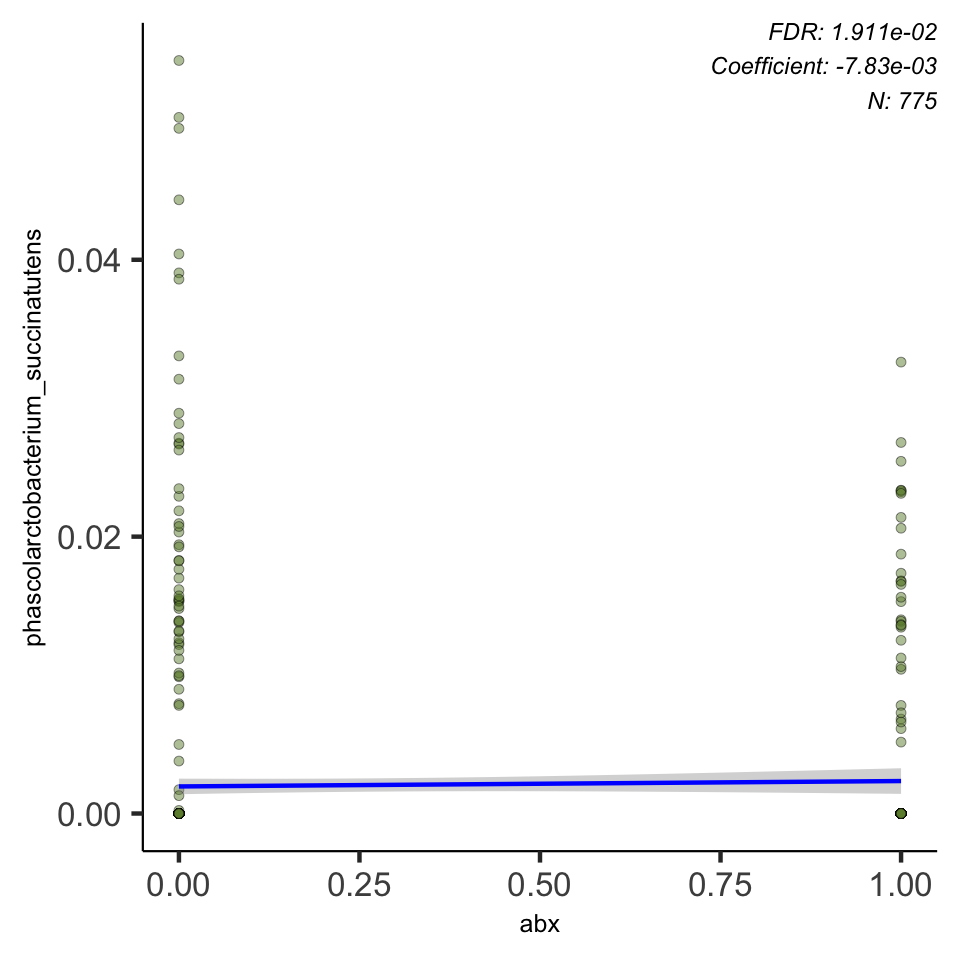 FDR: 1.911e-02
Coefficient: -7.83e-03
N: 775
phascolarctobacterium_succinatutens
0.04
0.02
0.00
0.00 0.25 0.50 0.75 1.00
abx